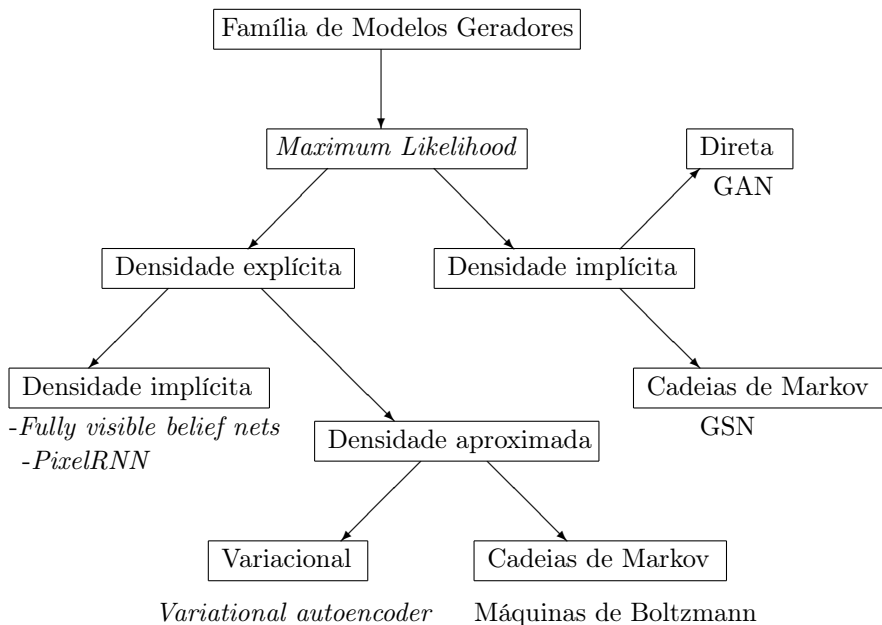 Família de Modelos Geradores
Maximum Likelihood
Direta
GAN
Densidade explícita
Densidade implícita
Densidade implícita
-Fully visible belief nets
-PixelRNN
Cadeias de Markov
GSN
Densidade aproximada
Variacional
Cadeias de Markov
Variational autoencoder
Máquinas de Boltzmann